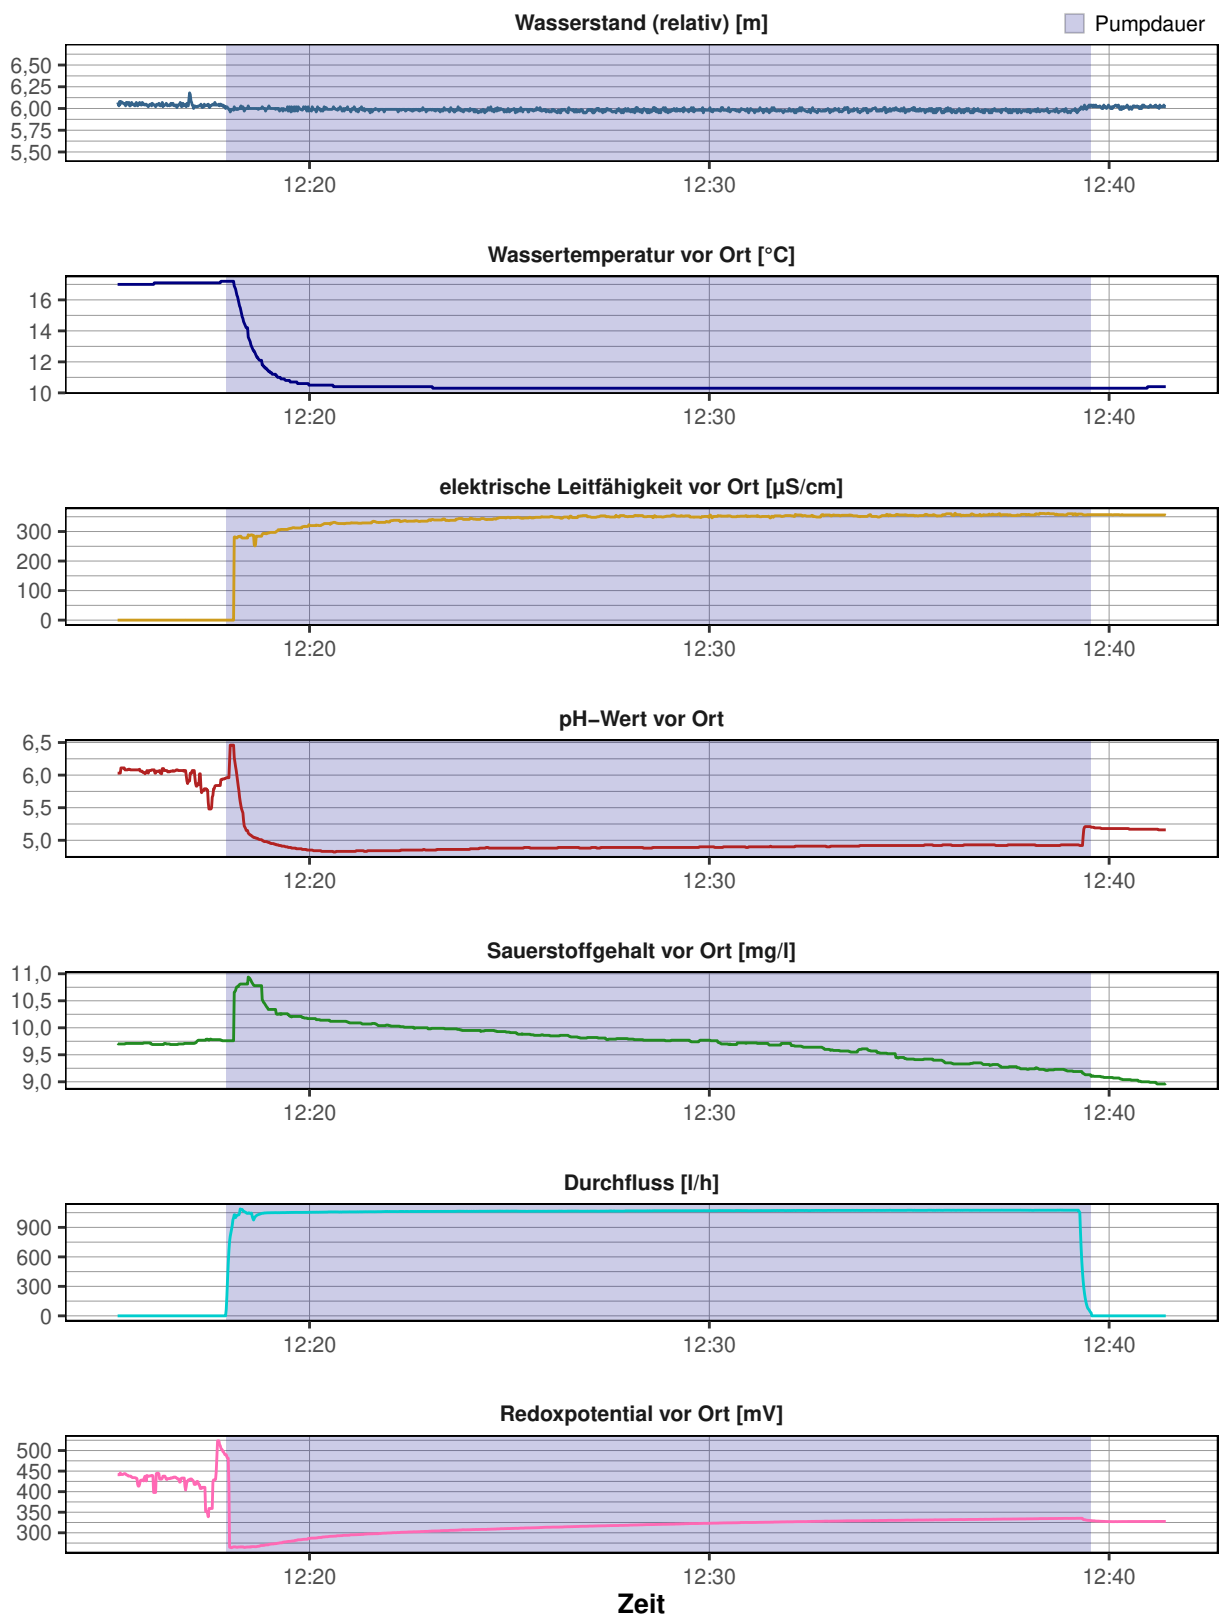 Wasserstand (relativ) [m]
Pumpdauer
6,50
6,25
6,00
5,75
5,50
12:20 12:30 12:40
Wassertemperatur vor Ort [°C]
16
14
12
10
12:20 12:30 12:40
elektrische Leitfähigkeit vor Ort [µS/cm]
300
200
100
0
12:20 12:30 12:40
pH−Wert vor Ort
6,5
6,0
5,5
5,0
12:20 12:30 12:40
Sauerstoffgehalt vor Ort [mg/l]
11,0
10,5
10,0
9,5
9,0
12:20 12:30 12:40
Durchfluss [l/h]
900
600
300
0
12:20 12:30 12:40
Redoxpotential vor Ort [mV]
500
450
400
350
300
12:20 12:30 12:40
Zeit